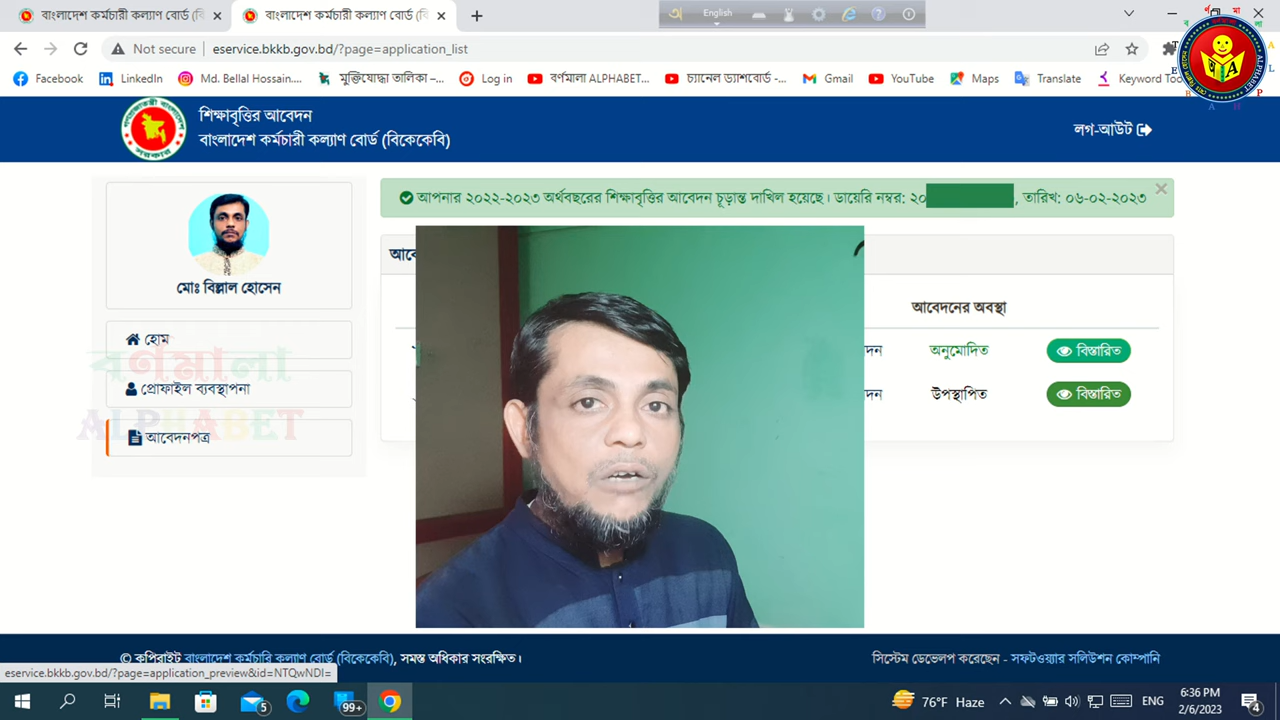 বাংলাদেশ কর্মচারী কল্যাণ বোর্ড (বি
বাংলাদেশ কর্মচারী কল্যাণ বোর্ড (বি
English
Not secure
eservice.bkkb.gov.bd/?page=application_list
Facebook
LinkedIn
Md. Bellal Hossain....
মুক্তিযোদ্ধা তালিকা –...
Log in
বর্ণমালা ALPHABET...
চ্যানেল ড্যাশবোর্ড -...
Gmail
YouTube
Maps
Translate
Keyword Too
শিক্ষাবৃত্তির আবেদন
বাংলাদেশ কর্মচারী কল্যাণ বোর্ড (বিকেকেবি)
লগ-আউট
মোঃ বিল্লাল হোসেন
হোম
প্রোফাইল ব্যবস্থাপনা
আবেদনপত্র
বর্ণমালা
ALPHABET
আপনার ২০২২-২০২৩ অর্থবছরের শিক্ষাবৃত্তির আবেদন চূড়ান্ত দাখিল হয়েছে। ডায়েরি নম্বর: ২০ , তারিখ: ০৬-০২-২০২৩
আবেদনের অবস্থা
দন অনুমোদিত বিস্তারিত
দন উপস্থাপিত বিস্তারিত
© কপিরাইট বাংলাদেশ কর্মচারি কল্যাণ বোর্ড (বিকেকেবি), সমস্ত অধিকার সংরক্ষিত।
সিস্টেম ডেভেলপ করেছেন - সফটওয়্যার সলিউশন কোম্পানি
eservice.bkkb.gov.bd/?page=application_preview&id=NTQwNDI=
5
99+
76°F Haze
ENG
6:36 PM
2/6/2023
4